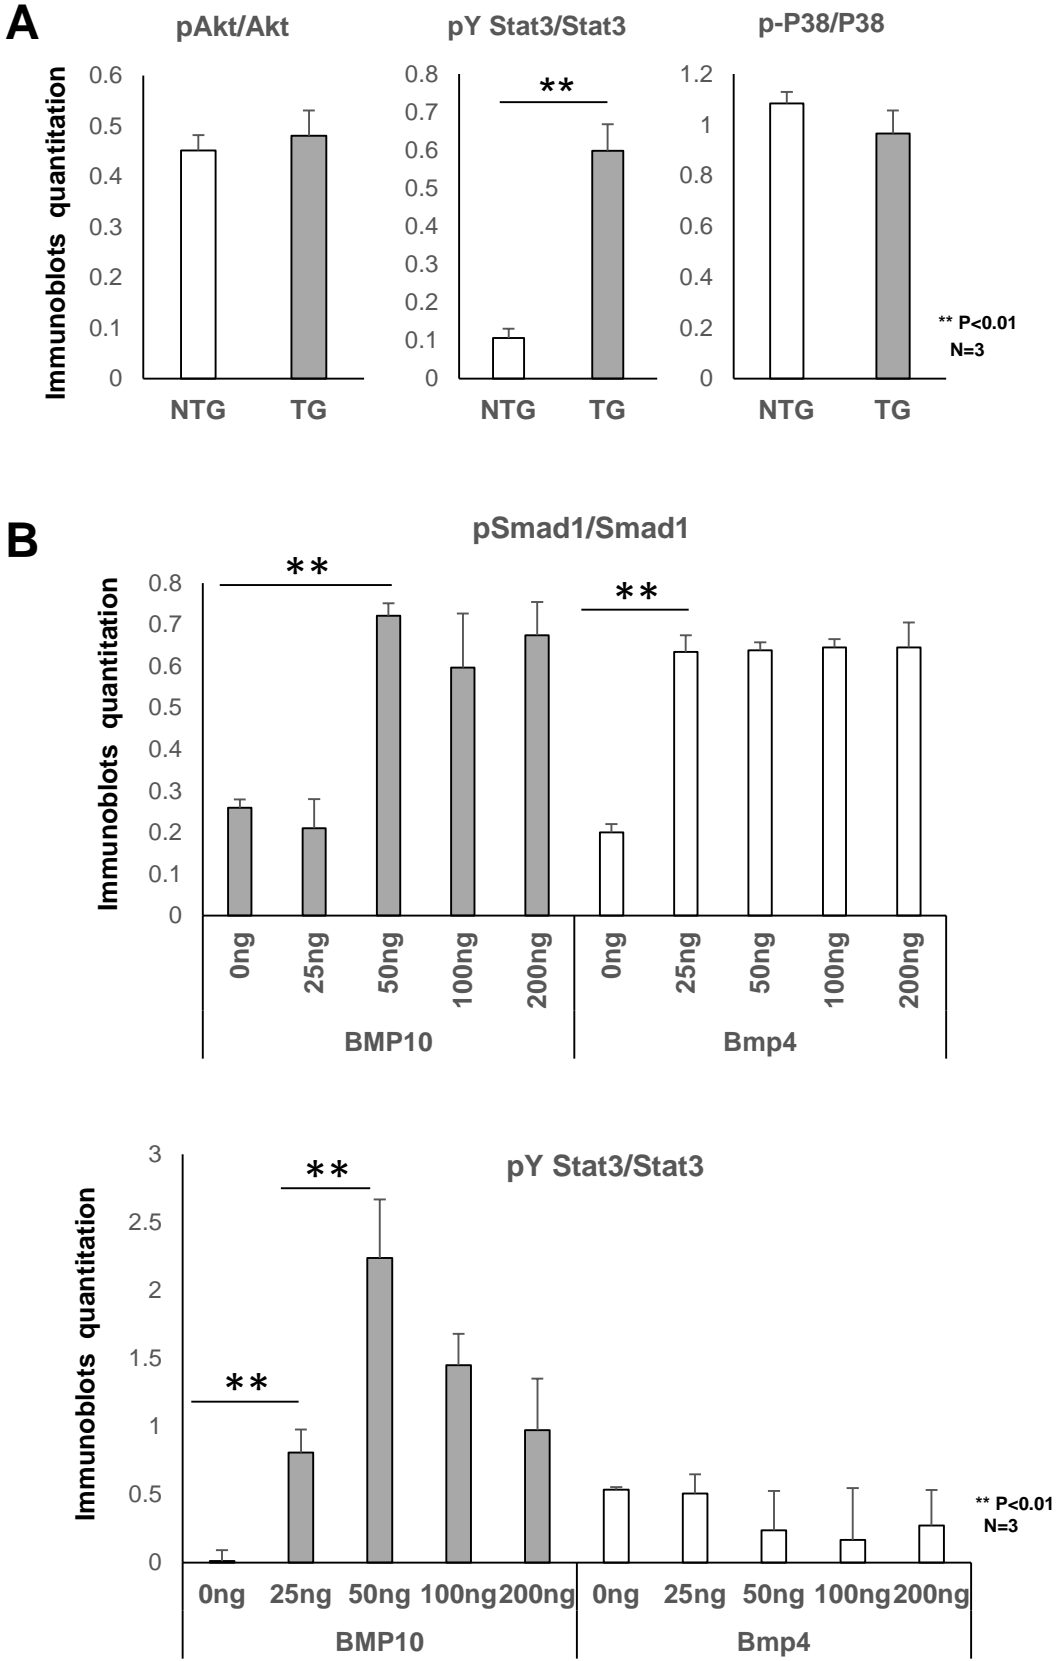 A
pAkt/Akt
pY Stat3/Stat3
p-P38/P38
Immunoblots quantitation
0.6
0.5
0.4
0.3
0.2
0.1
0
NTG TG
0.8
0.7
0.6
0.5
0.4
0.3
0.2
0.1
0
**
NTG TG
1.2
1
0.8
0.6
0.4
0.2
0
NTG TG
** P<0.01
N=3
B
pSmad1/Smad1
Immunoblots quantitation
0.8
0.7
0.6
0.5
0.4
0.3
0.2
0.1
0
**
**
0ng 25ng 50ng 100ng 200ng 0ng 25ng 50ng 100ng 200ng
BMP10 Bmp4
pY Stat3/Stat3
Immunoblots quantitation
3
2.5
2
1.5
1
0.5
0
**
**
0ng 25ng 50ng 100ng 200ng 0ng 25ng 50ng 100ng 200ng
BMP10 Bmp4
** P<0.01
N=3